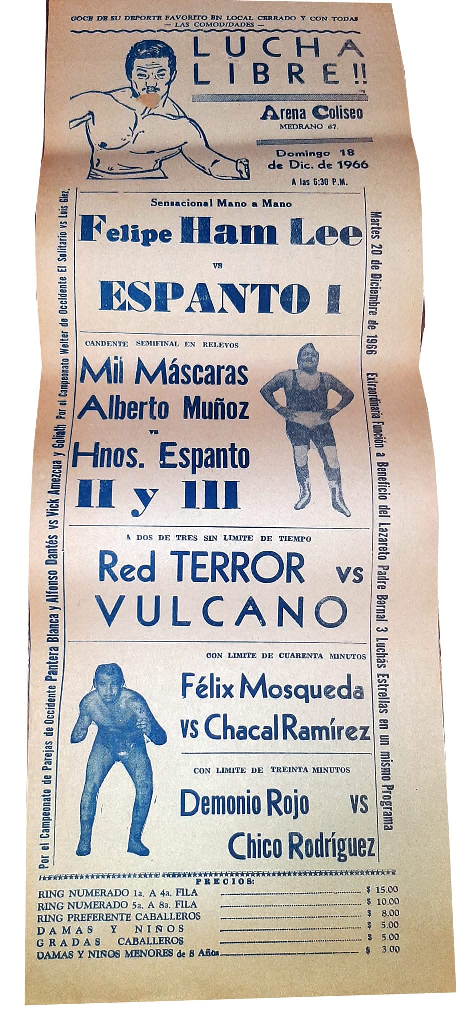 GOCE DE SU DEPORTE FAVORITO EN LOCAL CERRADO Y CON TODAS
— LAS COMODIDADES —
LUCHA
LIBRE!!
Arena Coliseo
MEDRANO 67.
Domingo 18
de Dic. de 1966
A las 6:30 P.M.
Sensacional Mano a Mano
Felipe Ham Lee
vs
ESPANTO I
CANDENTE SEMIFINAL EN RELEVOS
Mil Máscaras
Alberto Muñoz
vs
Hnos. Espanto
II y III
A DOS DE TRES SIN LIMITE DE TIEMPO
Red TERROR vs
VULCANO
CON LIMITE DE CUARENTA MINUTOS
Félix Mosqueda
vs Chacal Ramírez
CON LIMITE DE TREINTA MINUTOS
Demonio Rojo vs
Chico Rodríguez
Por el Campeonato de Parejas de Occidente Pantera Blanca y Alfonso Dantés vs Vick Amezcua y Goliath Por el Campeonato Welter de Occidente El Solitario vs Luis Glez.
Martes 20 de Diciembre de 1966 Extraordinaria Función a Beneficio del Lazareto Padre Bernal 3 Luchas Estrellas en un mismo Programa
PRECIOS:
RING NUMERADO 1a. A 4a. FILA $ 15.00
RING NUMERADO 5a. A 8a. FILA $ 10.00
RING PREFERENTE CABALLEROS $ 8.00
DAMAS Y NIÑOS $ 5.00
GRADAS CABALLEROS $ 5.00
DAMAS Y NIÑOS MENORES de 8 Años $ 3.00